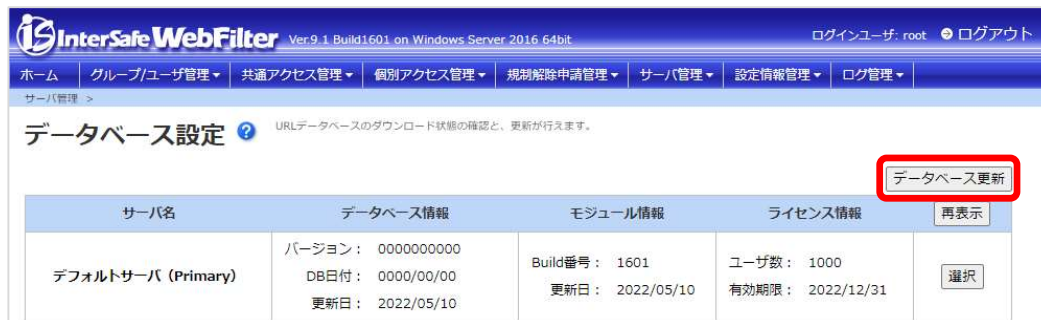 InterSafe WebFilter Ver.9.1 Build1601 on Windows Server 2016 64bit ログインユーザ: root ログアウト
ホーム グループ/ユーザ管理▼ 共通アクセス管理▼ 個別アクセス管理▼ 規制解除申請管理▼ サーバ管理▼ 設定情報管理▼ ログ管理▼
サーバ管理 >
データベース設定 ? URLデータベースのダウンロード状態の確認と、更新が行えます。
データベース更新
サーバ名 データベース情報 モジュール情報 ライセンス情報 再表示
デフォルトサーバ (Primary)
バージョン: 0000000000
DB日付: 0000/00/00
更新日: 2022/05/10
Build番号: 1601
更新日: 2022/05/10
ユーザ数: 1000
有効期限: 2022/12/31
選択